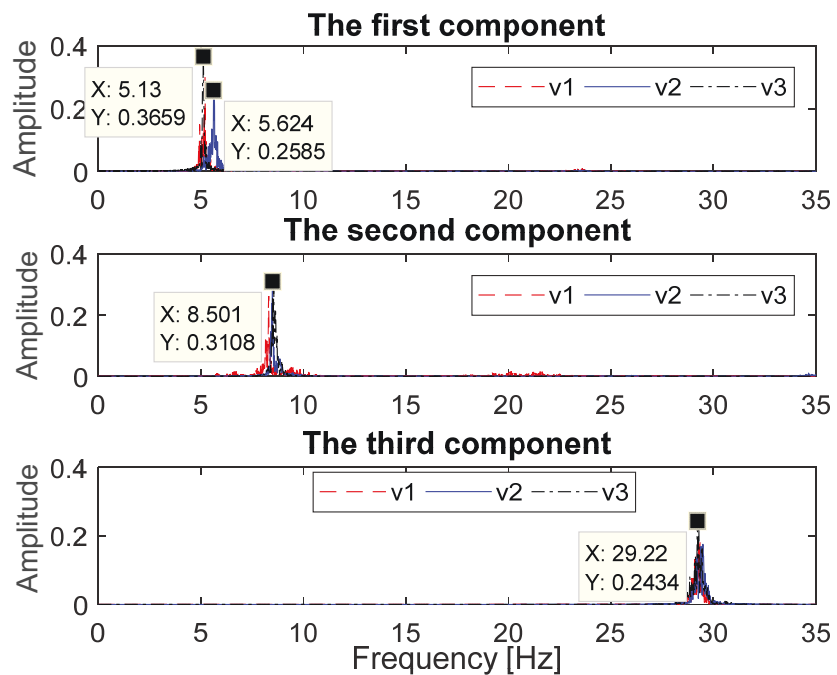 The first component
Amplitude
0.4
0.2
0
X: 5.13
Y: 0.3659
X: 5.624
Y: 0.2585
v1 v2 v3
0 5 10 15 20 25 30 35
The second component
Amplitude
0.4
0.2
0
X: 8.501
Y: 0.3108
v1 v2 v3
0 5 10 15 20 25 30 35
The third component
Amplitude
0.4
0.2
0
v1 v2 v3
X: 29.22
Y: 0.2434
0 5 10 15 20 25 30 35
Frequency [Hz]